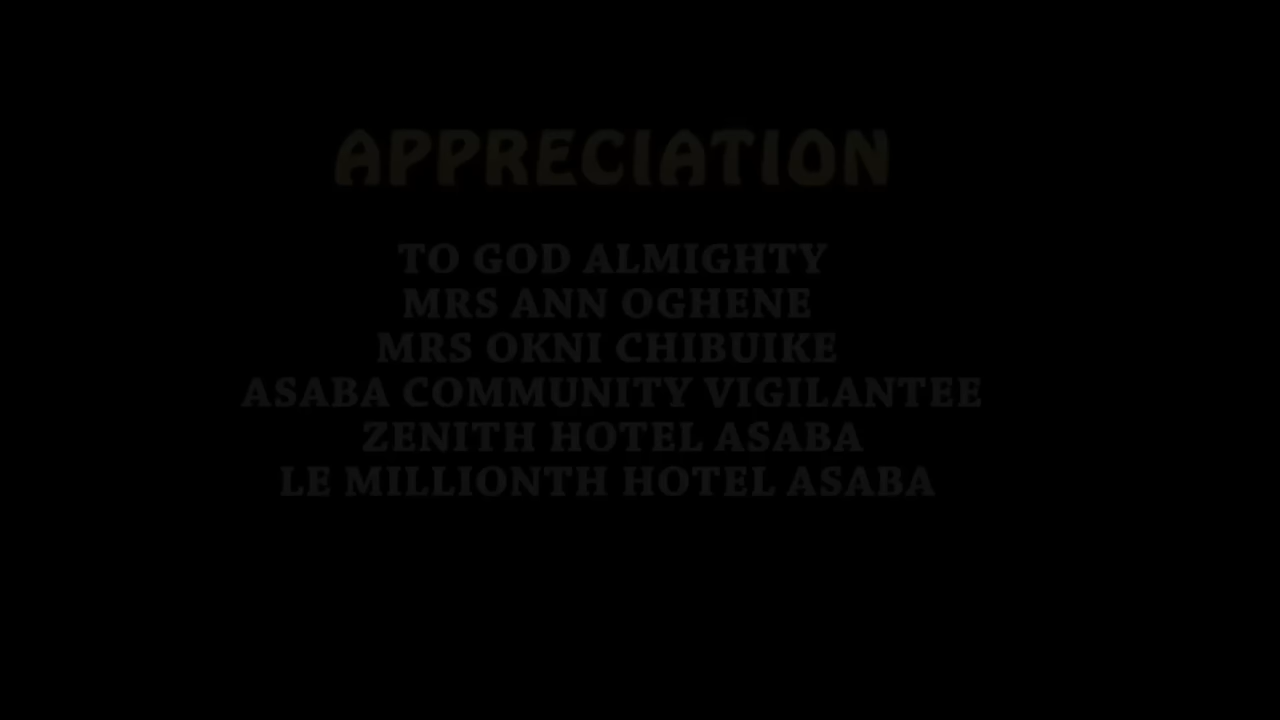 APPRECIATION
TO GOD ALMIGHTY
MRS ANN OGHENE
MRS OKNI CHIBUIKE
ASABA COMMUNITY VIGILANTEE
ZENITH HOTEL ASABA
LE MILLIONTH HOTEL ASABA